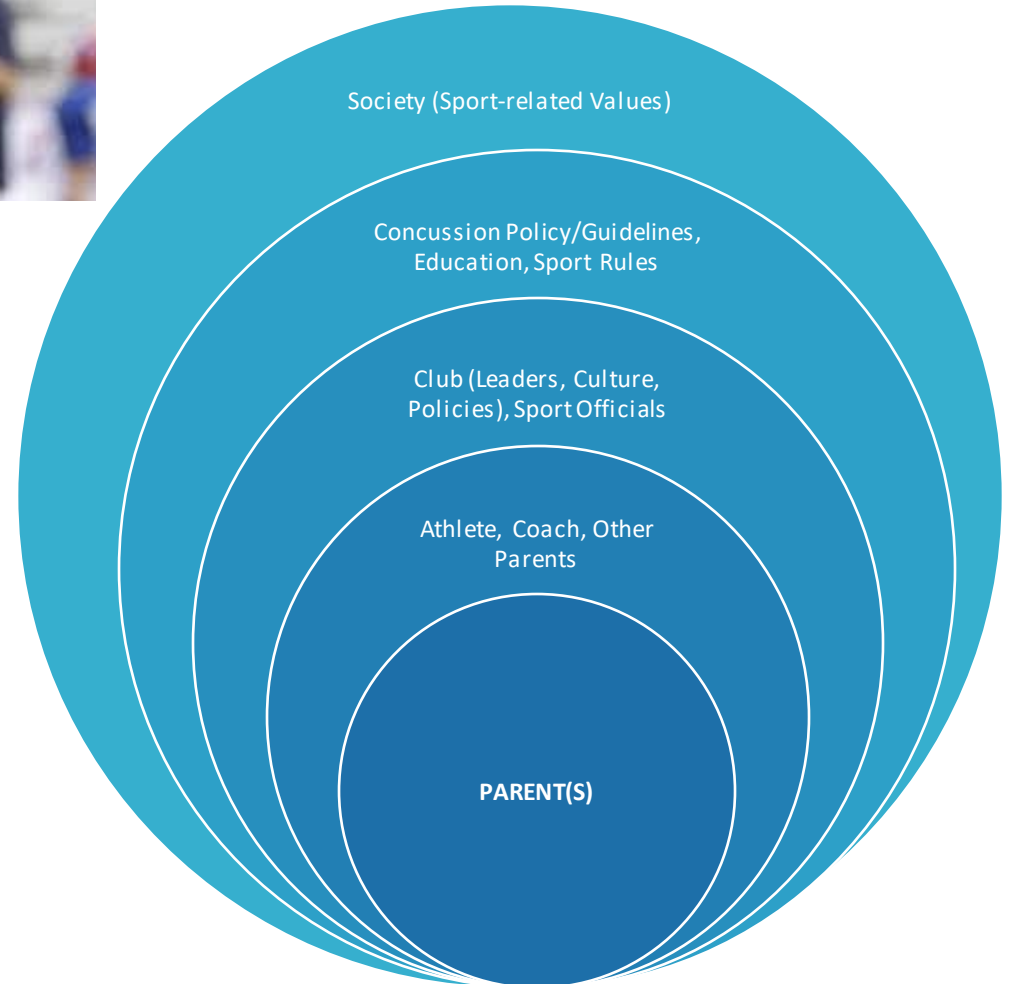 Society (Sport-related Values)
Concussion Policy/Guidelines,
Education, Sport Rules
Club (Leaders, Culture,
Policies), Sport Officials
Athlete, Coach, Other
Parents
PARENT(S)